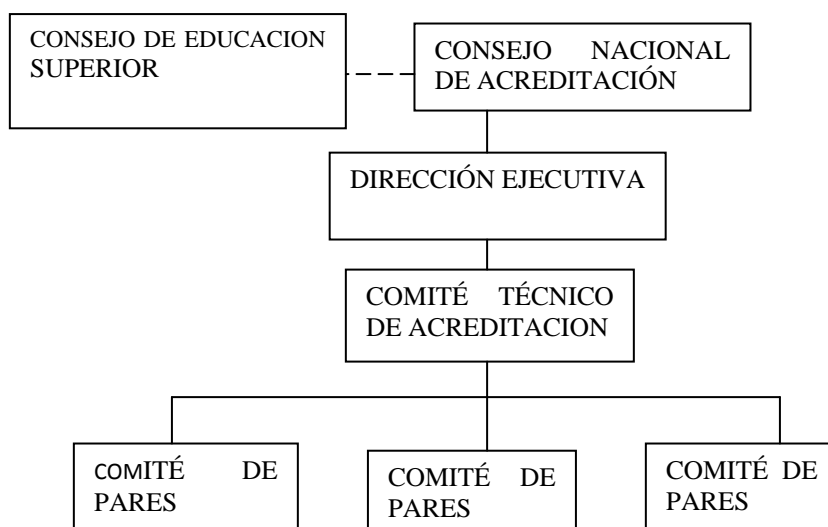 CONSEJO DE EDUCACION
SUPERIOR
CONSEJO NACIONAL
DE ACREDITACIÓN
DIRECCIÓN EJECUTIVA
COMITÉ TÉCNICO
DE ACREDITACION
COMITÉ DE
PARES
COMITÉ DE
PARES
COMITÉ DE
PARES